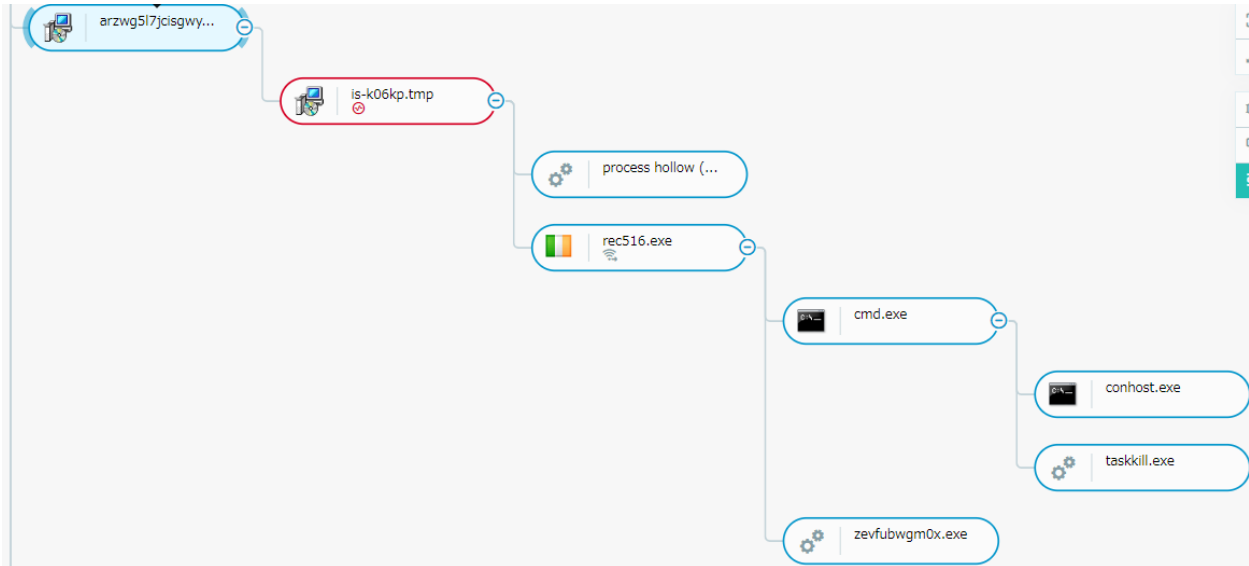 arzwg5l7jcisgwy...
is-k06kp.tmp
process hollow (...
rec516.exe
cmd.exe
conhost.exe
taskkill.exe
zevfubwgm0x.exe